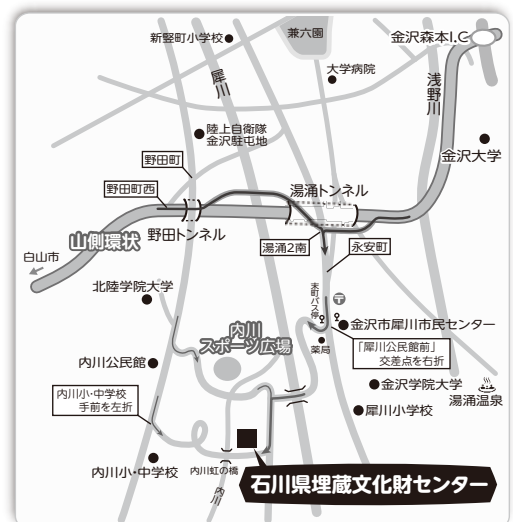 兼六園
新竪町小学校
金沢森本I.C
大学病院
犀川
浅野川
陸上自衛隊
金沢駐屯地
金沢大学
野田町
野田町西
湯涌トンネル
野田トンネル
山側環状
白山市
湯涌2南
永安町
北陸学院大学
末町バス停
金沢市犀川市民センター
内川
スポーツ広場
薬局
「犀川公民館前」
交差点を右折
内川公民館
金沢学院大学
湯涌温泉
内川小・中学校
手前を左折
犀川小学校
内川小・中学校
内川虹の橋
内川
石川県埋蔵文化財センター